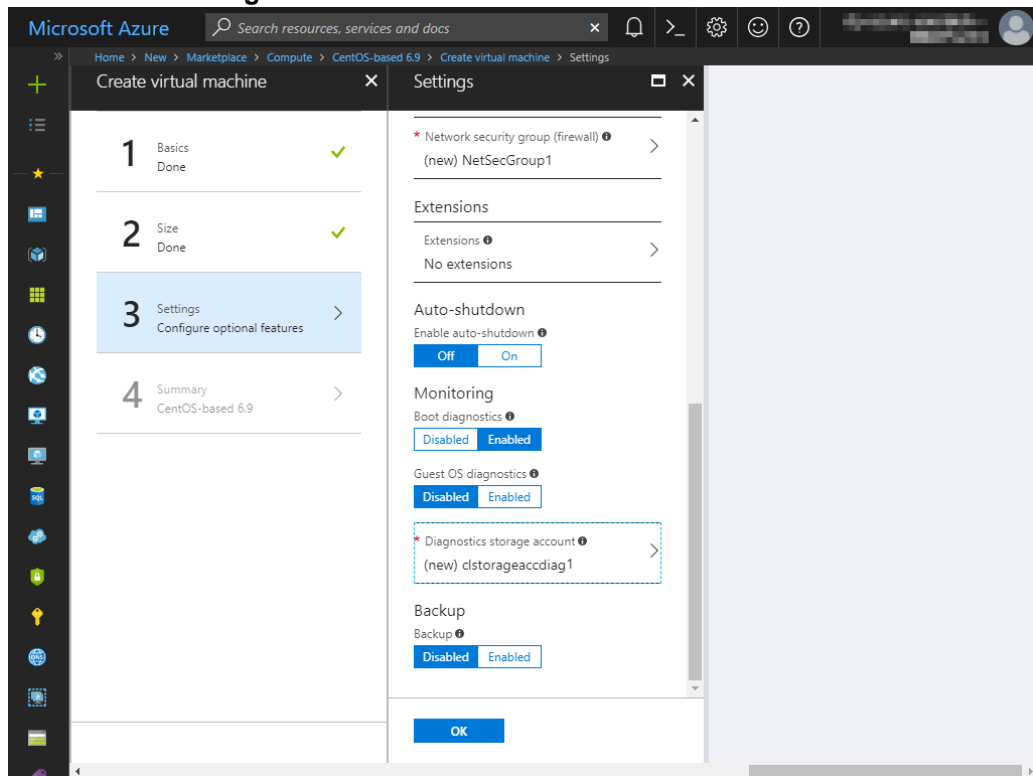 Microsoft Azure
Search resources, services and docs
Home > New > Marketplace > Compute > CentOS-based 6.9 > Create virtual machine > Settings
Create virtual machine
1
Basics
Done
2
Size
Done
3
Settings
Configure optional features
4
Summary
CentOS-based 6.9
Settings
* Network security group (firewall)
(new) NetSecGroup1
Extensions
Extensions
No extensions
Auto-shutdown
Enable auto-shutdown
Off On
Monitoring
Boot diagnostics
Disabled Enabled
Guest OS diagnostics
Disabled Enabled
* Diagnostics storage account
(new) clstorageaccdiag1
Backup
Backup
Disabled Enabled
OK
SQL
DNS